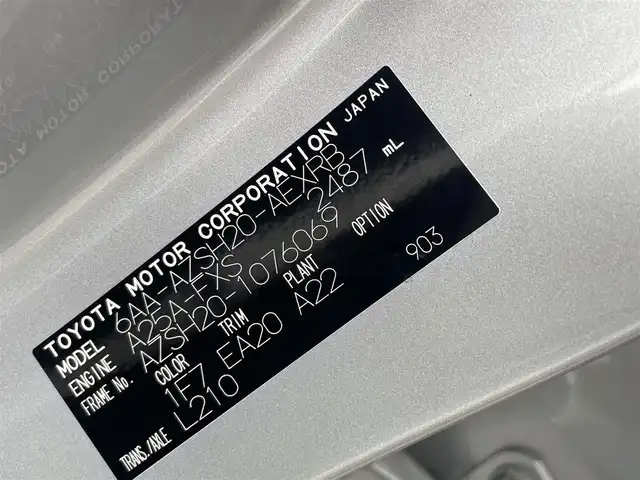 TOYOTA MOTOR CORPORATION JAPAN
MODEL 6AA-AZSH20-AEXRB
ENGINE A25A-FXS 2487 mL
FRAME No. AZSH20-1076069
COLOR TRIM PLANT OPTION
1F7 EA20 A22 903
TRANS./AXLE L210